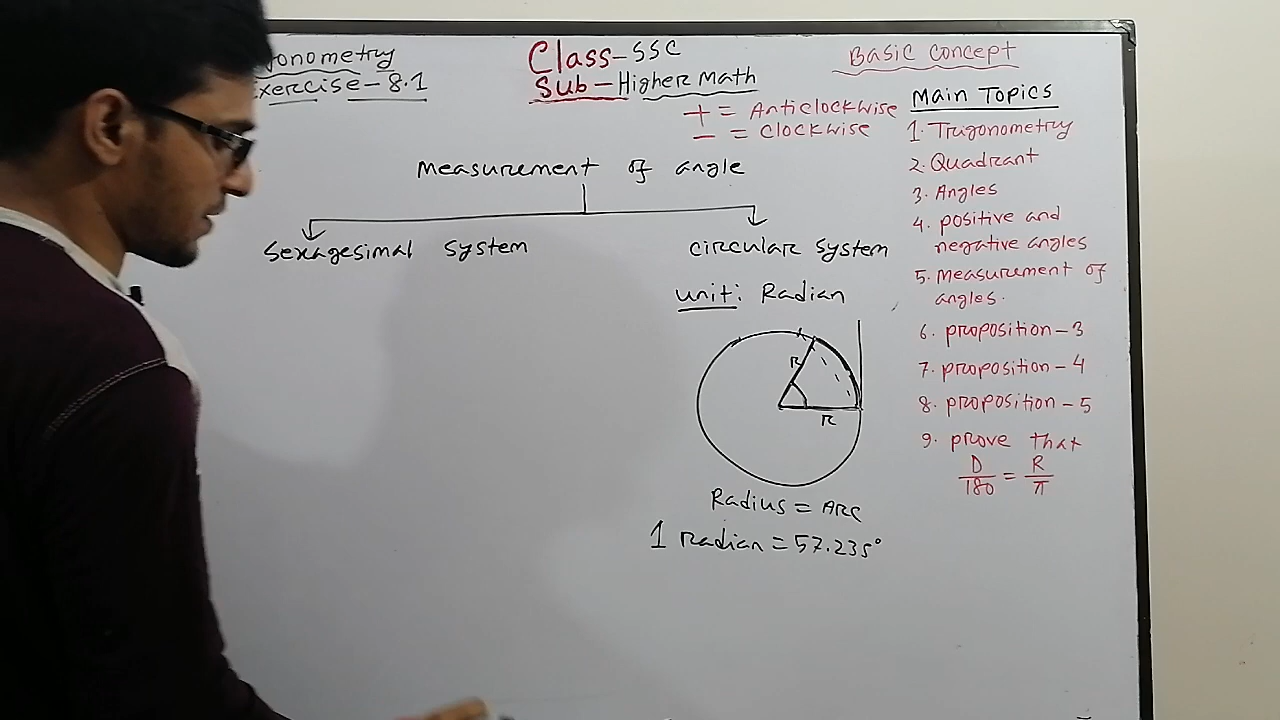 onometry
xercise-8.1
Class-SSC
Sub-Higher Math
Basic Concept
+ = Anticlockwise
- = Clockwise
Measurement of angle
Sexagesimal System
Circular System
unit: Radian
R
R
Radius = Arc
1 radian = 57.235°
Main Topics
1. Trigonometry
2. Quadrant
3. Angles
4. positive and
negative angles
5. measurement of
angles.
6. proposition-3
7. proposition-4
8. proposition-5
9. prove that
D/180 = R/π